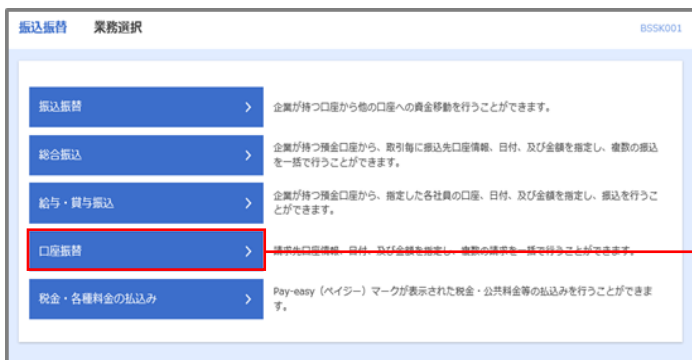 振込振替 業務選択 BSSK001
振込振替 企業が持つ口座から他の口座への資金移動を行うことができます。
総合振込 企業が持つ預金口座から、取引毎に振込先口座情報、日付、及び金額を指定し、複数の振込
を一括で行うことができます。
給与・賞与振込 企業が持つ預金口座から、指定した各社員の口座、日付、及び金額を指定し、振込を行うこ
とができます。
口座振替 請求先口座情報、日付、及び金額を指定し、複数の請求を一括で行うことができます。
税金・各種料金の払込み Pay-easy（ペイジー）マークが表示された税金・公共料金等の払込みを行うことができま
す。